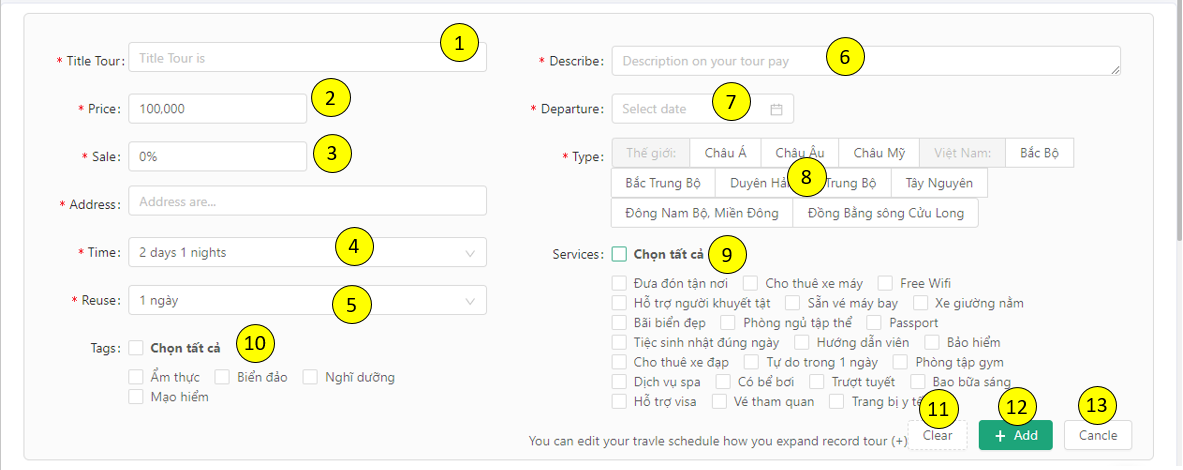 * Title Tour: Title Tour is 1
* Price: 100,000 2
* Sale: 0% 3
* Address: Address are...
* Time: 2 days 1 nights 4
* Reuse: 1 ngày 5
Tags: Chọn tất cả 10
Ẩm thực Biển đảo Nghĩ dưỡng
Mạo hiểm
* Describe: Description on your tour pay 6
* Departure: Select date 7
* Type: Thế giới: Châu Á Châu Âu Châu Mỹ Việt Nam: Bắc Bộ
Bắc Trung Bộ Duyên 8 Trung Bộ Tây Nguyên
Đông Nam Bộ, Miền Đông Đồng Bằng sông Cửu Long
Services: Chọn tất cả 9
Đưa đón tận nơi Cho thuê xe máy Free Wifi
Hỗ trợ người khuyết tật Sẵn vé máy bay Xe giường nằm
Bãi biển đẹp Phòng ngủ tập thể Passport
Tiệc sinh nhật đúng ngày Hướng dẫn viên Bảo hiểm
Cho thuê xe đạp Tự do trong 1 ngày Phòng tập gym
Dịch vụ spa Có bể bơi Trượt tuyết Bao bữa sáng
Hỗ trợ visa Vé tham quan Trang bị y tế
11 12 13
You can edit your travle schedule how you expand record tour (+) Clear + Add Cancle